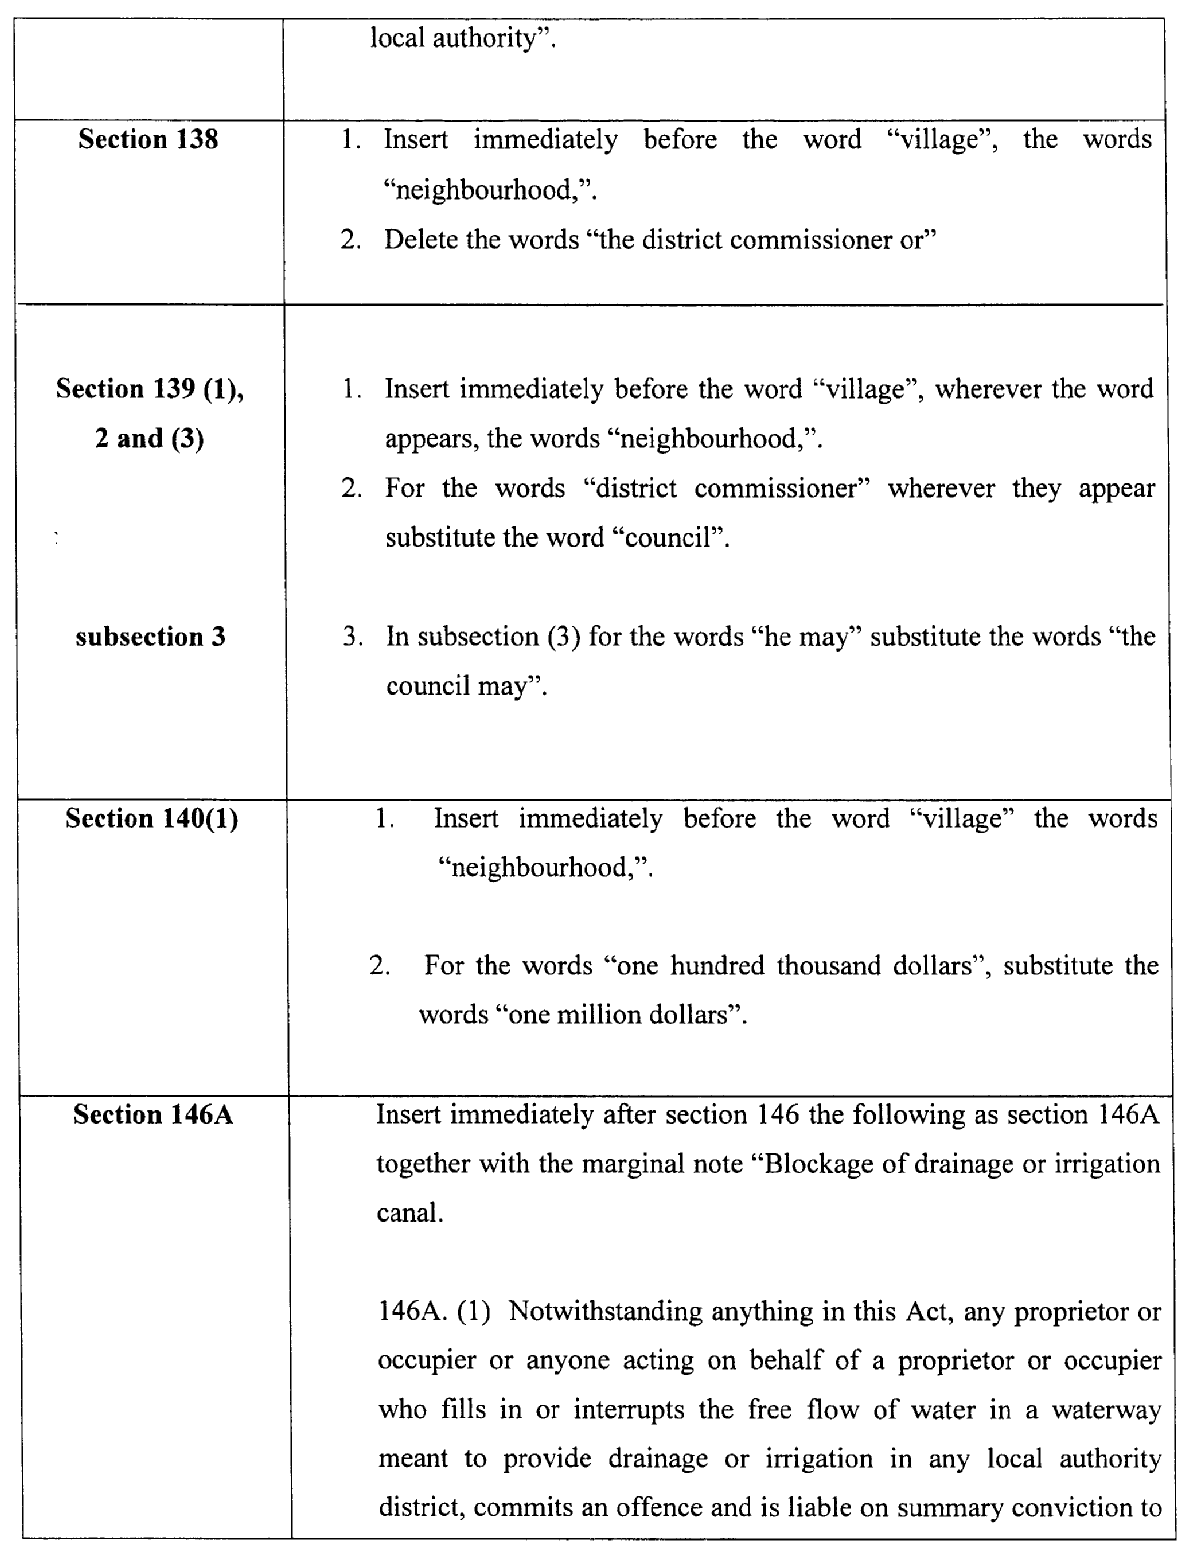 local authority”.
Section 138
1. Insert immediately before the word “village”, the words
“neighbourhood,”.
2. Delete the words “the district commissioner or”
Section 139 (1),
2 and (3)
1. Insert immediately before the word “village”, wherever the word
appears, the words “neighbourhood,”.
2. For the words “district commissioner” wherever they appear
substitute the word “council”.
subsection 3
3. In subsection (3) for the words “he may” substitute the words “the
council may”.
Section 140(1)
1. Insert immediately before the word “village” the words
“neighbourhood,”.
2. For the words “one hundred thousand dollars”, substitute the
words “one million dollars”.
Section 146A
Insert immediately after section 146 the following as section 146A
together with the marginal note “Blockage of drainage or irrigation
canal.
146A. (1) Notwithstanding anything in this Act, any proprietor or
occupier or anyone acting on behalf of a proprietor or occupier
who fills in or interrupts the free flow of water in a waterway
meant to provide drainage or irrigation in any local authority
district, commits an offence and is liable on summary conviction to